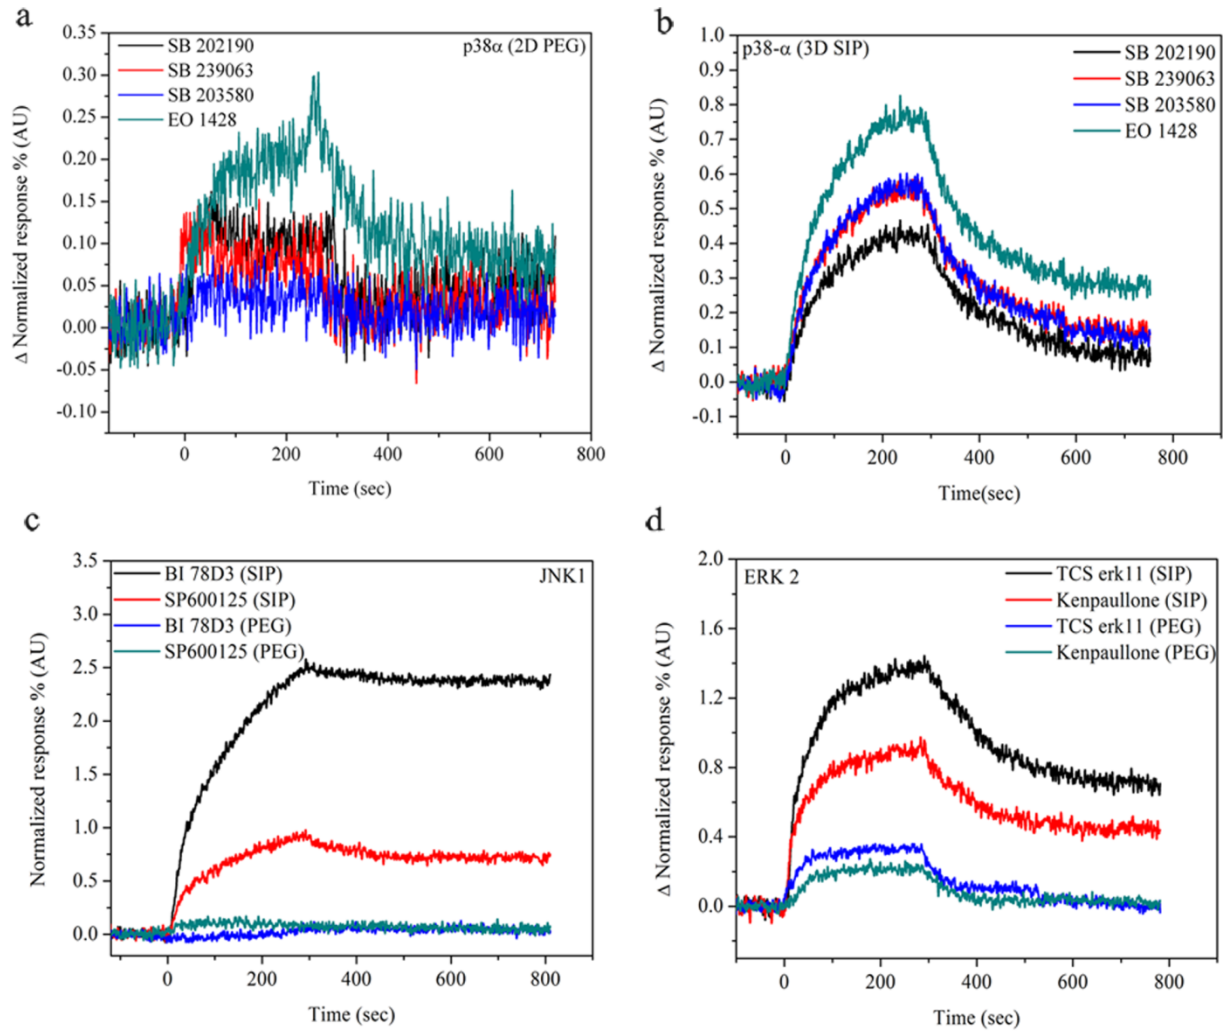 a
p38α (2D PEG)
SB 202190
SB 239063
SB 203580
EO 1428
0.35
0.30
0.25
0.20
0.15
0.10
0.05
0.00
-0.05
-0.10
Δ Normalized response % (AU)
0 200 400 600 800
Time (sec)
b
p38-α (3D SIP)
SB 202190
SB 239063
SB 203580
EO 1428
1.0
0.9
0.8
0.7
0.6
0.5
0.4
0.3
0.2
0.1
0.0
-0.1
Δ Normalized response % (AU)
0 200 400 600 800
Time(sec)
c
JNK1
BI 78D3 (SIP)
SP600125 (SIP)
BI 78D3 (PEG)
SP600125 (PEG)
3.5
3.0
2.5
2.0
1.5
1.0
0.5
0.0
Normalized response % (AU)
0 200 400 600 800
Time (sec)
d
ERK 2
TCS erk11 (SIP)
Kenpaullone (SIP)
TCS erk11 (PEG)
Kenpaullone (PEG)
2.0
1.6
1.2
0.8
0.4
0.0
Δ Normalized response % (AU)
0 200 400 600 800
Time (sec)